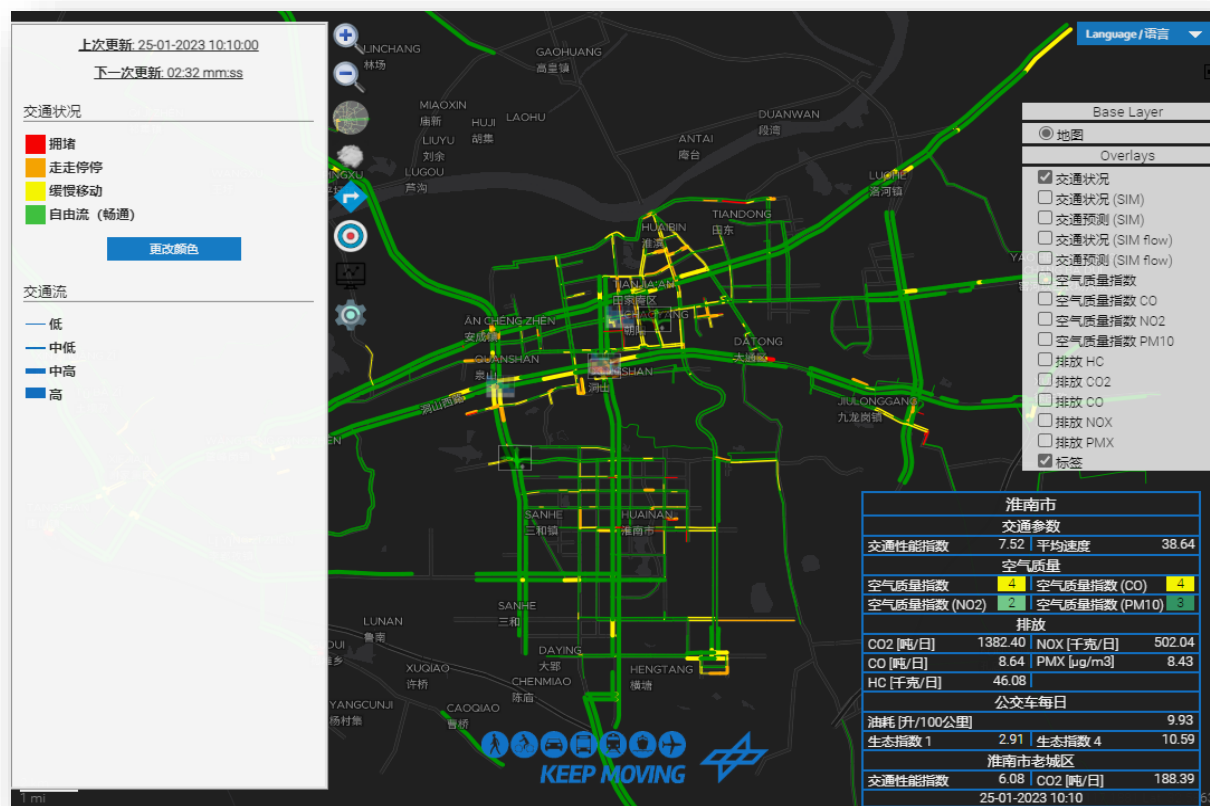 上次更新: 25-01-2023 10:10:00
下一次更新: 02:32 mm:ss
交通状况
拥堵
走走停停
缓慢移动
自由流（畅通）
更改颜色
交通流
低
中低
中高
高
LINCHANG
林场
GAOHUANG
高皇镇
MIAOXIN
庙新
HUJI
胡集
LAOHU
LIUYU
刘余
LUGOU
芦沟
DUANWAN
段湾
ANTAI
庵台
LUOHE
洛河镇
TIANDONG
田东
HUAIBIN
淮滨
TIANJIA'AN
田家庵区
CHAOYANG
朝阳
AN CHENG ZHEN
安成镇
QUANSHAN
泉山
洞山
DATONG
大通区
洞山西路
JIULONGGANG
九龙岗镇
SANHE
三和镇
HUAINAN
淮南市
SANHE
三和
LUNAN
鲁南
XUQIAO
许桥
DAYING
大郢
CHENMIAO
陈庙
HENGTANG
横塘
YANGCUNJI
杨村集
CAOQIAO
曹桥
KEEP MOVING
1 mi
Language/语言
Base Layer
地图
Overlays
交通状况
交通状况 (SIM)
交通预测 (SIM)
交通状况 (SIM flow)
交通预测 (SIM flow)
空气质量指数
空气质量指数 CO
空气质量指数 NO2
空气质量指数 PM10
排放 HC
排放 CO2
排放 CO
排放 NOX
排放 PMX
标签
淮南市
交通参数
交通性能指数 7.52 平均速度 38.64
空气质量
空气质量指数 4 空气质量指数 (CO) 4
空气质量指数 (NO2) 2 空气质量指数 (PM10) 3
排放
CO2 [吨/日] 1382.40 NOX [千克/日] 502.04
CO [吨/日] 8.64 PMX [µg/m3] 8.43
HC [千克/日] 46.08
公交车每日
油耗 [升/100公里] 9.93
生态指数 1 2.91 生态指数 4 10.59
淮南市老城区
交通性能指数 6.08 CO2 [吨/日] 188.39
25-01-2023 10:10